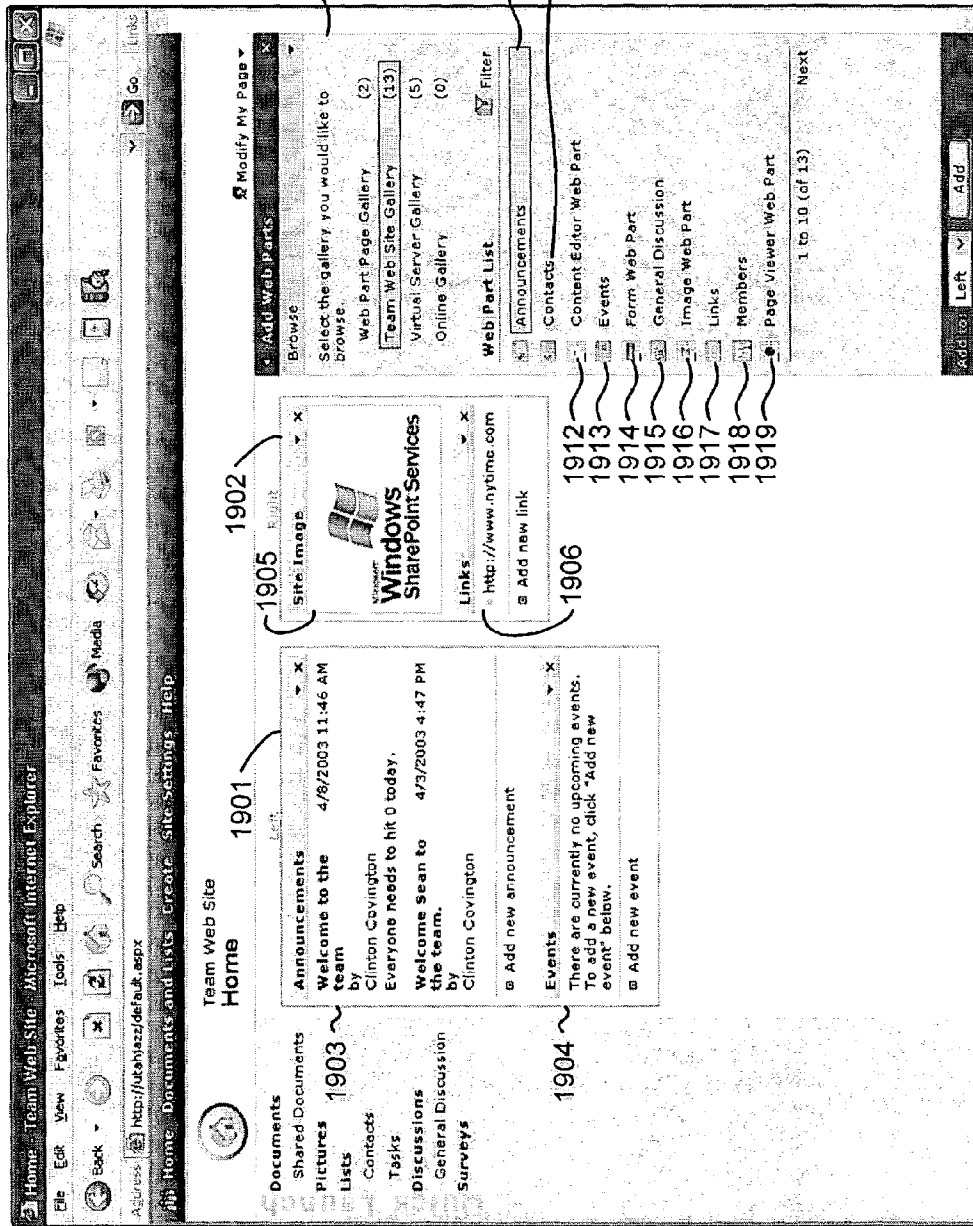 Home - Team Web Site - Microsoft Internet Explorer
File Edit View Favorites Tools Help
Back Search Favorites Media
Address http://utahjazz/default.aspx Go Links
Home Documents and Lists Create Site Settings Help
Team Web Site
Home
Modify My Page
Documents
Shared Documents
Pictures
Lists
Contacts
Tasks
Discussions
General Discussion
Surveys
1901
Left
1903
Announcements
Welcome to the team 4/8/2003 11:46 AM
by
Clinton Covington
Everyone needs to hit 0 today.
Welcome Sean to the team. 4/3/2003 4:47 PM
by
Clinton Covington
Add new announcement
1904
Events
There are currently no upcoming events.
To add a new event, click "Add new
event" below.
Add new event
1902
Right
1905
Site Image
Microsoft
Windows
SharePoint Services
Links
http://www.nytime.com
Add new link
1906
Add Web Parts
Browse
Select the gallery you would like to
browse.
Web Part Page Gallery (2)
Team Web Site Gallery (13)
Virtual Server Gallery (5)
Online Gallery (0)
Web Part List Filter
Announcements
Contacts
1912 Content Editor Web Part
1913 Events
1914 Form Web Part
1915 General Discussion
1916 Image Web Part
1917 Links
1918 Members
1919 Page Viewer Web Part
1 to 10 (of 13) Next
Add to: Left Add